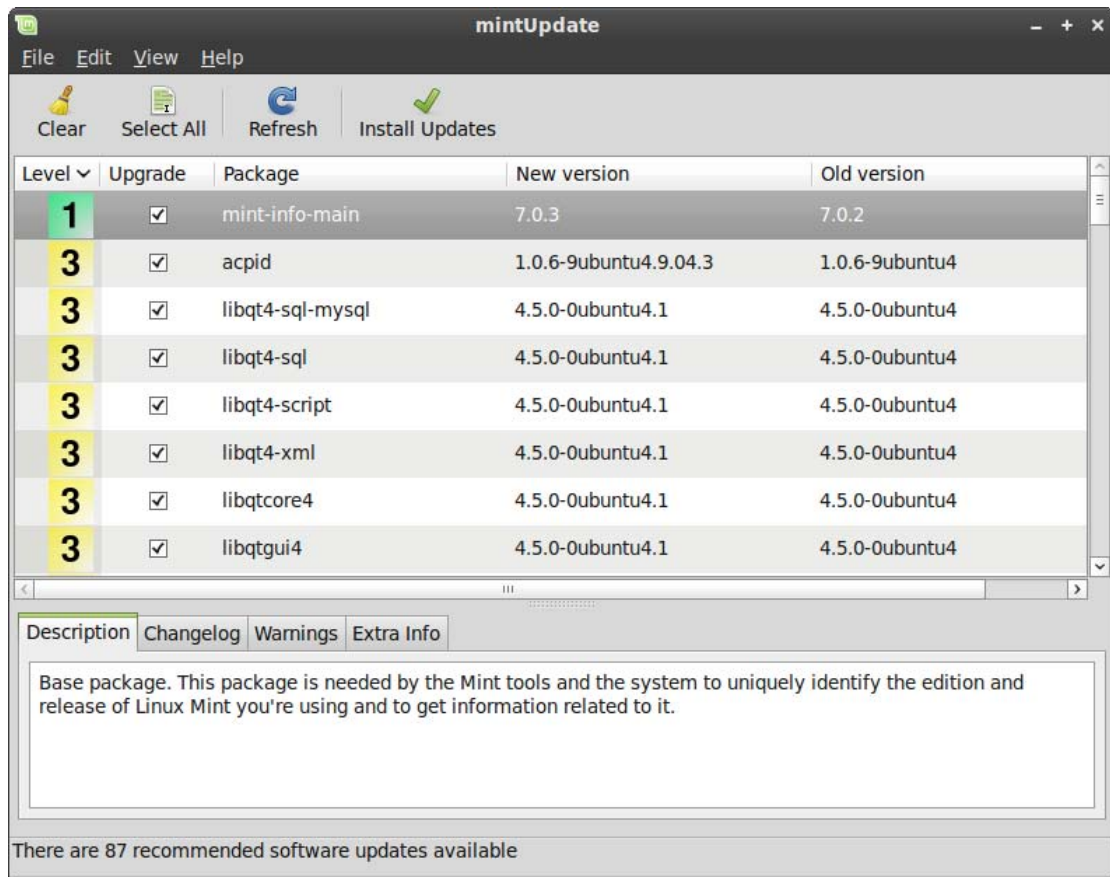 mintUpdate
File Edit View Help
Clear Select All Refresh Install Updates
Level Upgrade Package New version Old version
1 mint-info-main 7.0.3 7.0.2
3 acpid 1.0.6-9ubuntu4.9.04.3 1.0.6-9ubuntu4
3 libqt4-sql-mysql 4.5.0-0ubuntu4.1 4.5.0-0ubuntu4
3 libqt4-sql 4.5.0-0ubuntu4.1 4.5.0-0ubuntu4
3 libqt4-script 4.5.0-0ubuntu4.1 4.5.0-0ubuntu4
3 libqt4-xml 4.5.0-0ubuntu4.1 4.5.0-0ubuntu4
3 libqtcore4 4.5.0-0ubuntu4.1 4.5.0-0ubuntu4
3 libqtgui4 4.5.0-0ubuntu4.1 4.5.0-0ubuntu4
Description Changelog Warnings Extra Info
Base package. This package is needed by the Mint tools and the system to uniquely identify the edition and
release of Linux Mint you're using and to get information related to it.
There are 87 recommended software updates available